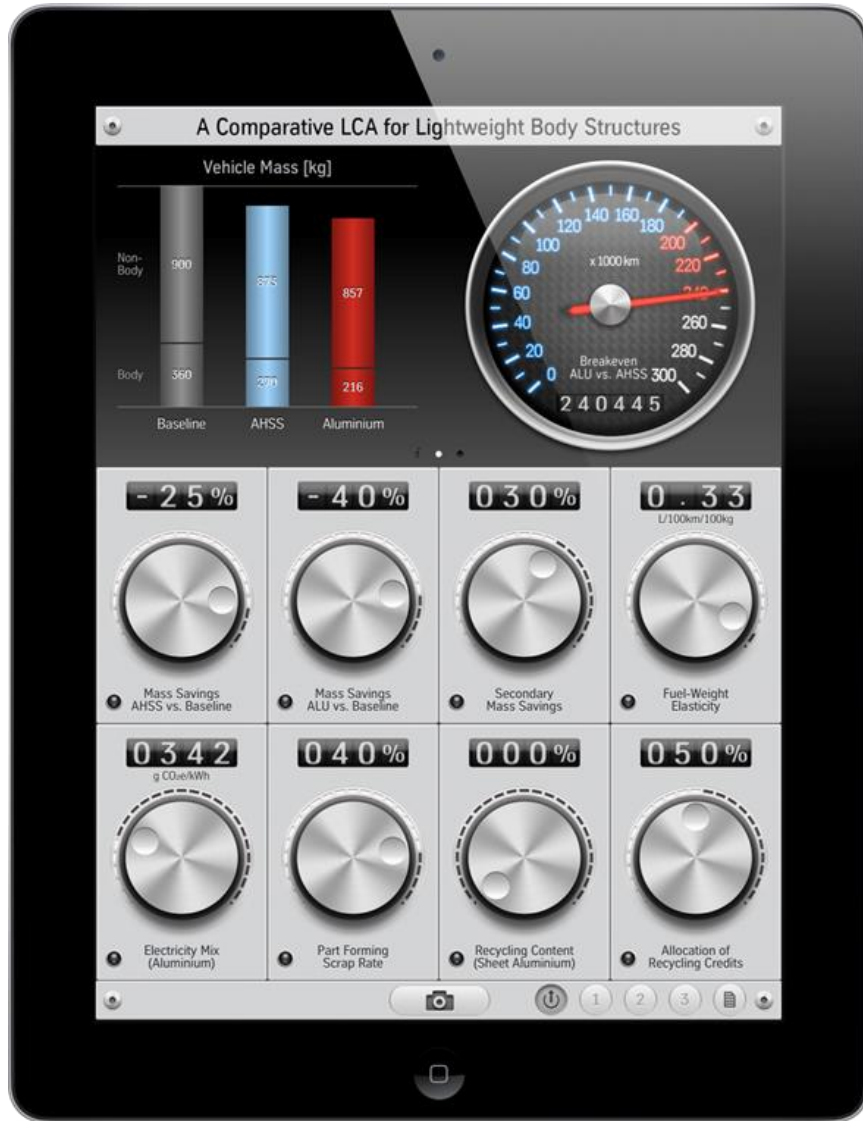 A Comparative LCA for Lightweight Body Structures
Vehicle Mass [kg]
Non-
Body
Body
900
360
873
270
857
216
Baseline
AHSS
Aluminium
0
20
40
60
80
100
120
140
160
180
200
220
240
260
280
300
x 1000 km
Breakeven
ALU vs. AHSS
240445
-25%
Mass Savings
AHSS vs. Baseline
-40%
Mass Savings
ALU vs. Baseline
030%
Secondary
Mass Savings
0.33
L/100km/100kg
Fuel-Weight
Elasticity
0342
g CO₂e/kWh
Electricity Mix
(Aluminium)
040%
Part Forming
Scrap Rate
000%
Recycling Content
(Sheet Aluminium)
050%
Allocation of
Recycling Credits
1
2
3